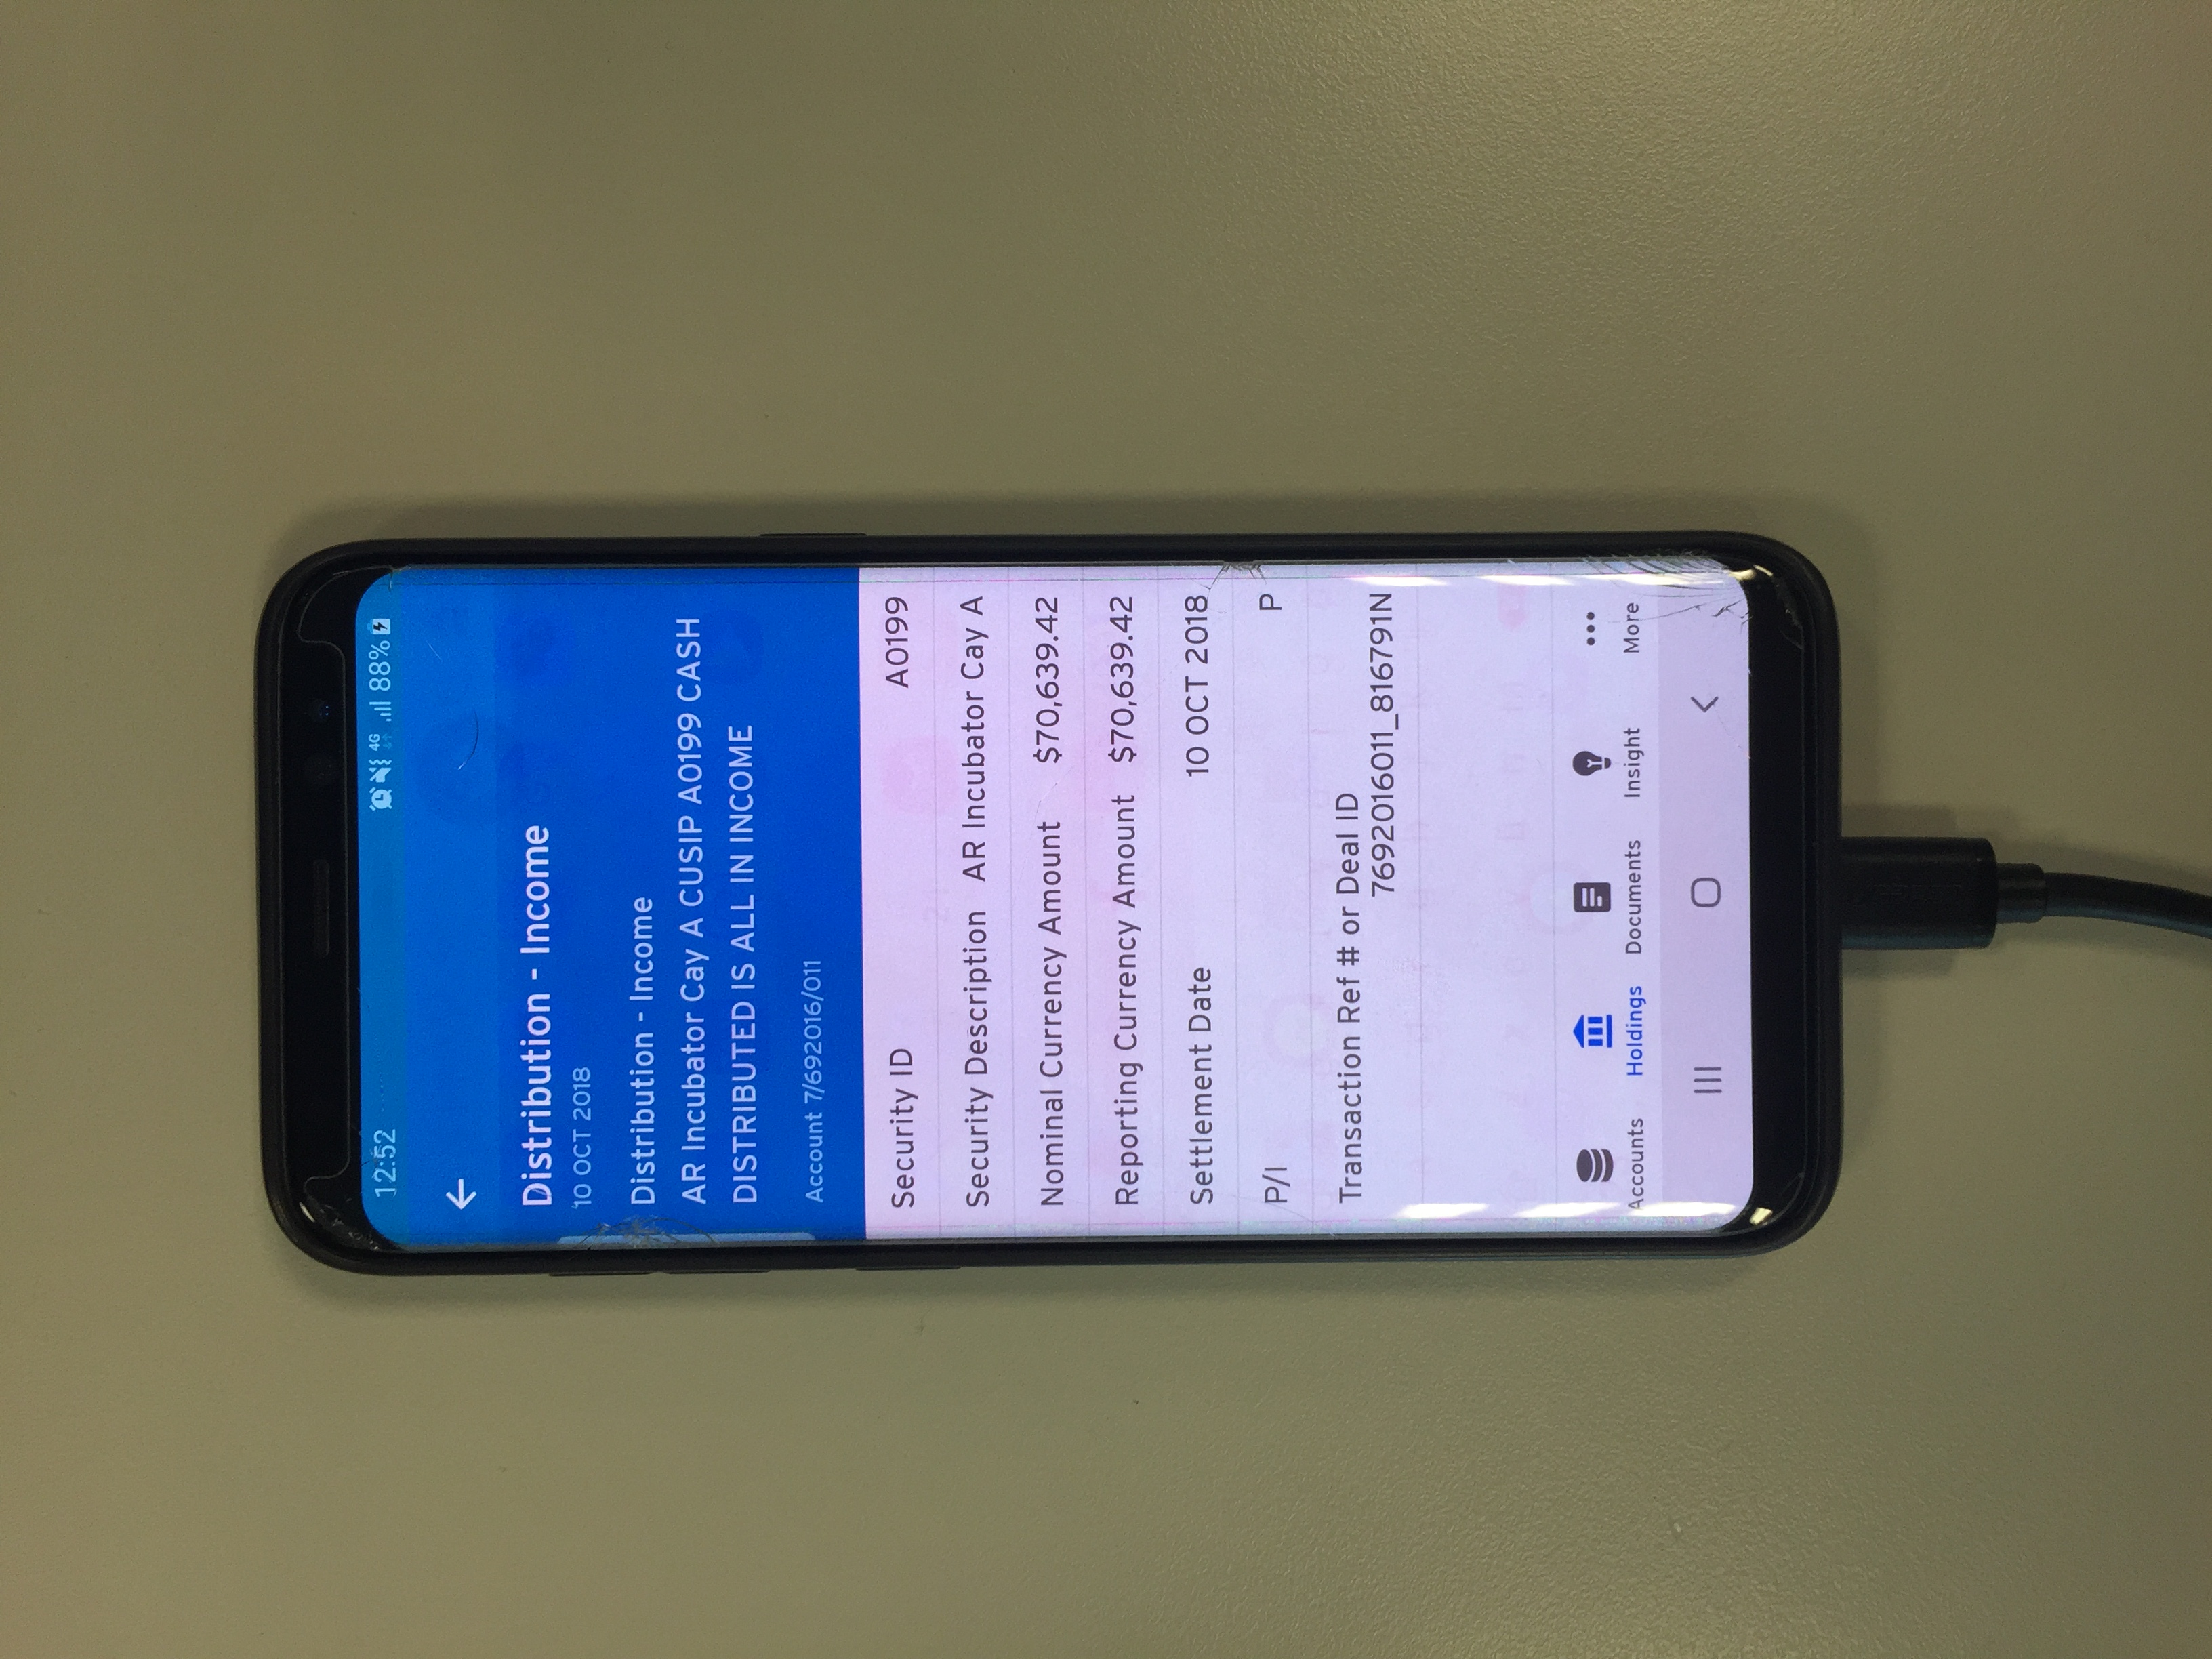 12:52
4G 88%
Distribution - Income
10 OCT 2018
Distribution - Income
AR Incubator Cay A CUSIP A0199 CASH
DISTRIBUTED IS ALL IN INCOME
Account 7/692016/011
Security ID A0199
Security Description AR Incubator Cay A
Nominal Currency Amount $70,639.42
Reporting Currency Amount $70,639.42
Settlement Date 10 OCT 2018
P/I P
Transaction Ref # or Deal ID
7692016011_816791N
Accounts Holdings Documents Insight More